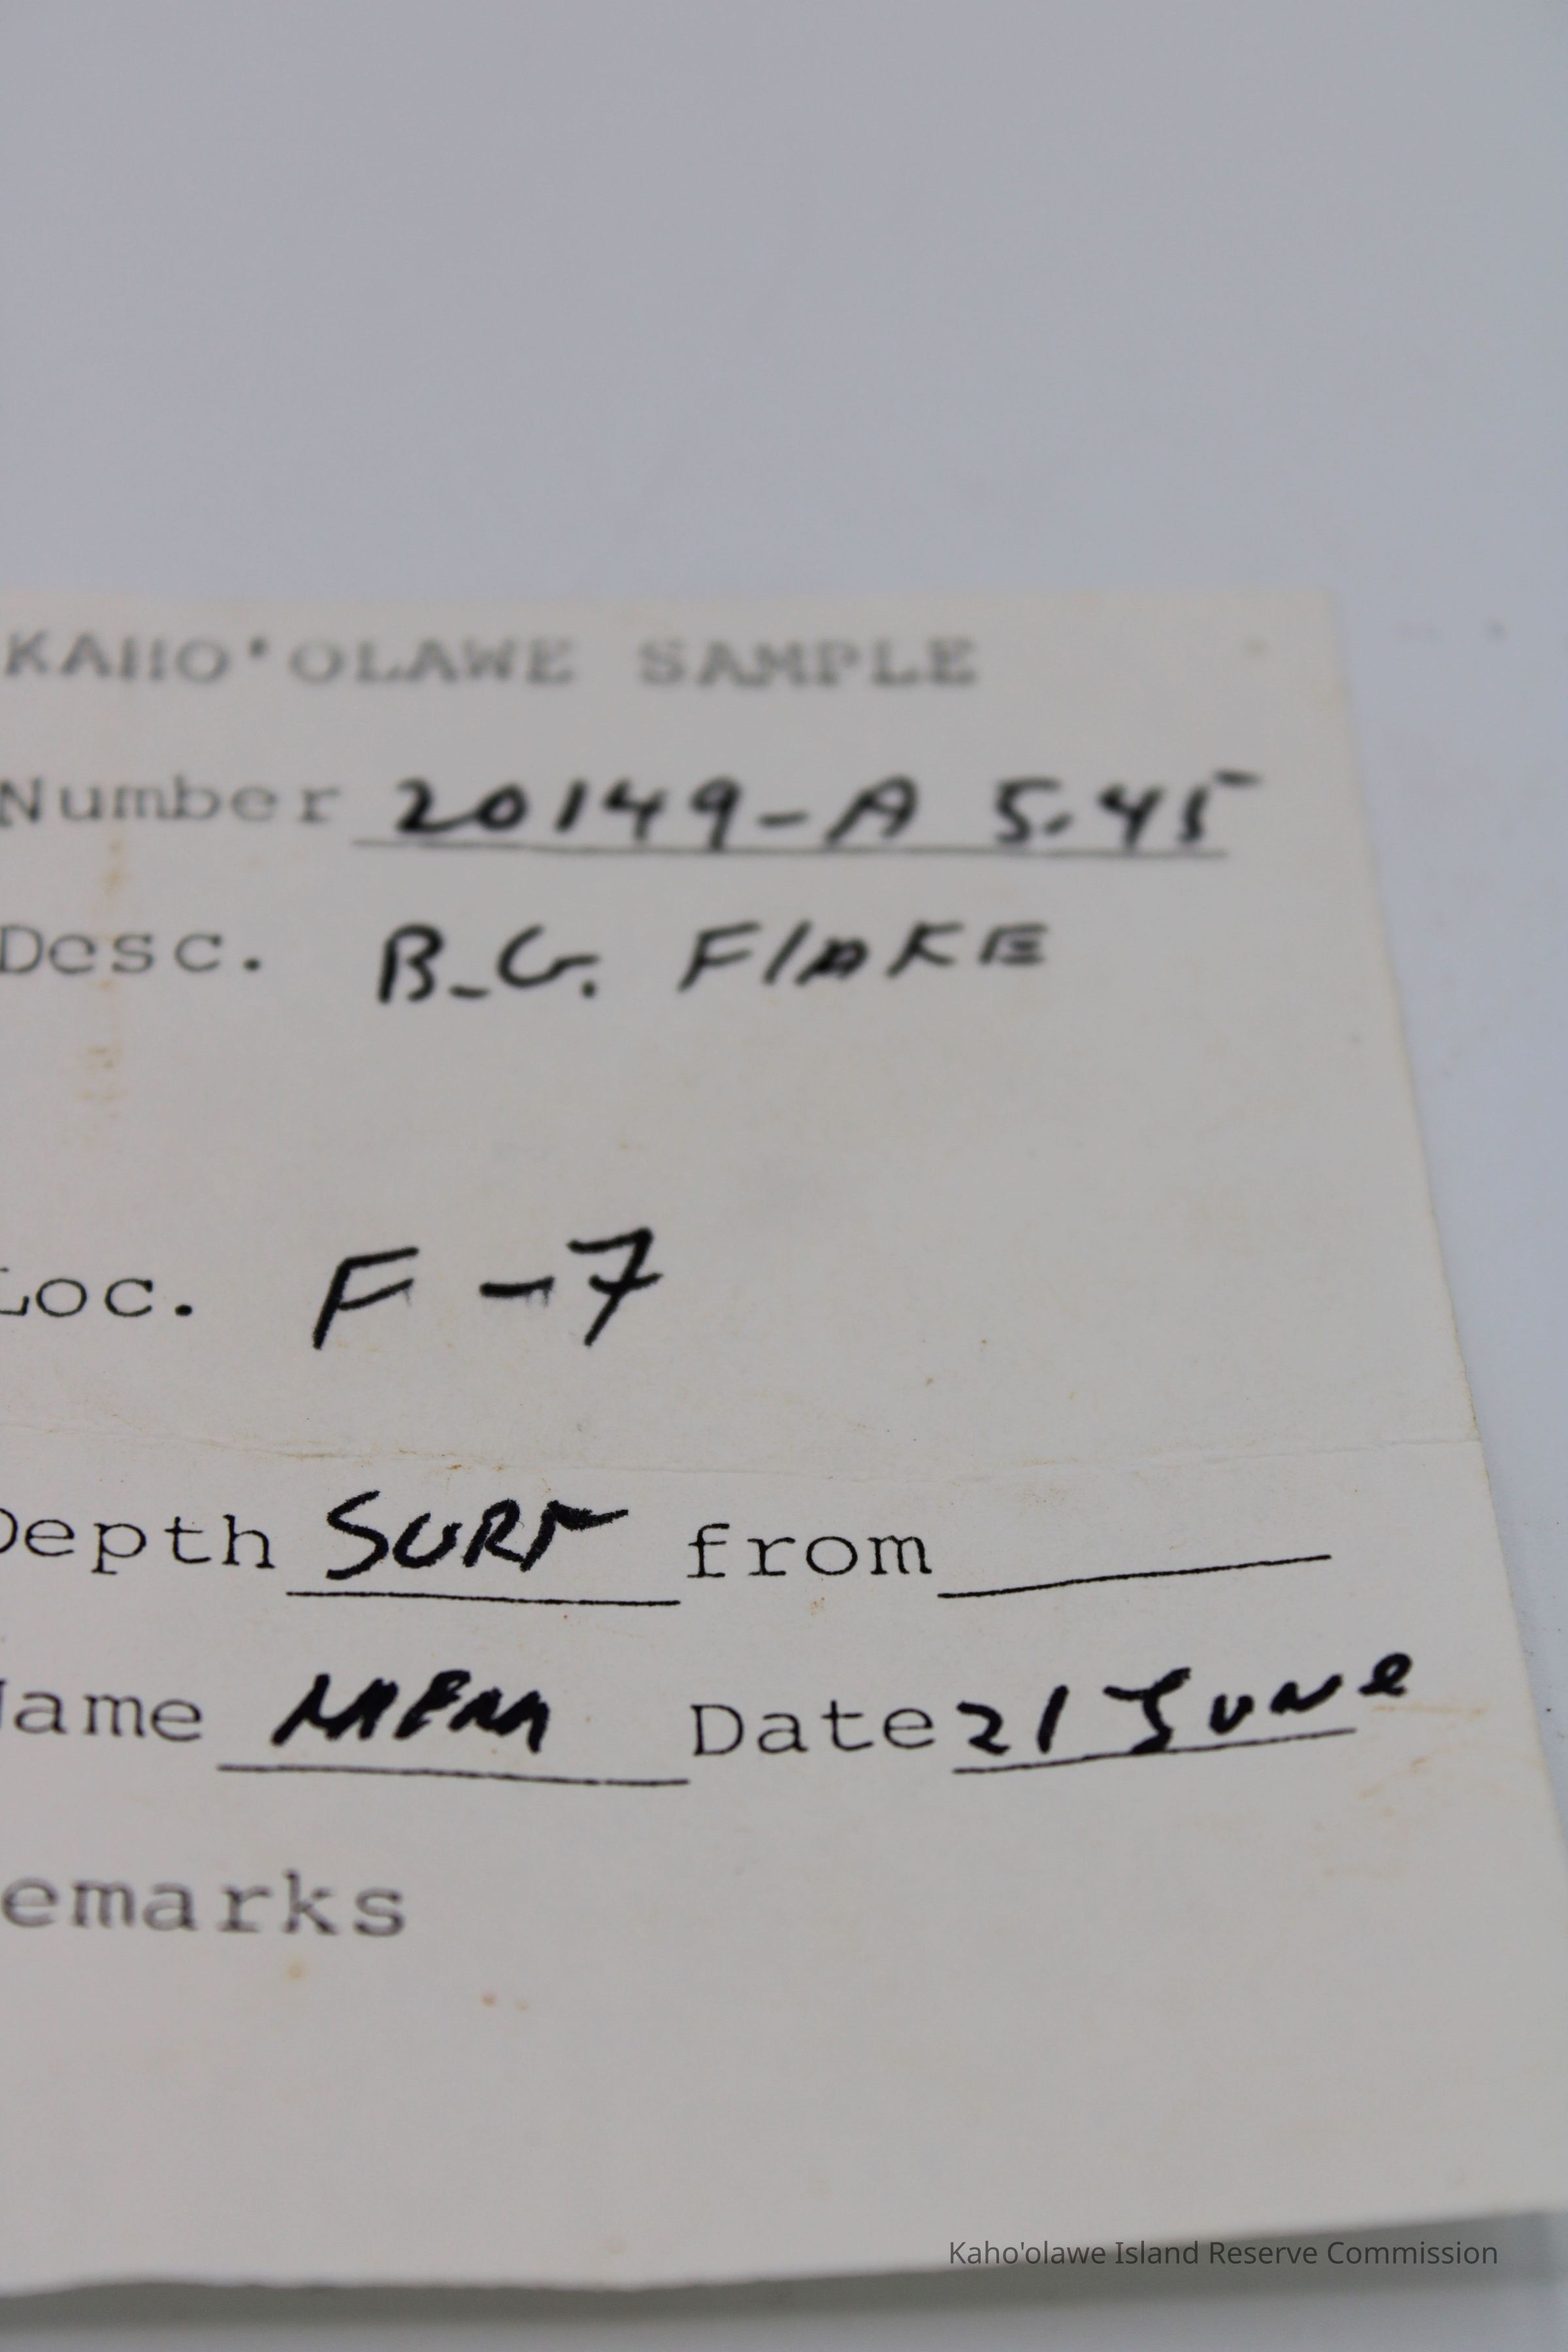 KAHO'OLAWE SAMPLE
Number 20149-A 5.45
Desc. B.G. FlAKE
Loc. F-7
Depth SURF from
ame Date 21 June
emarks
Kaho'olawe Island Reserve Commission